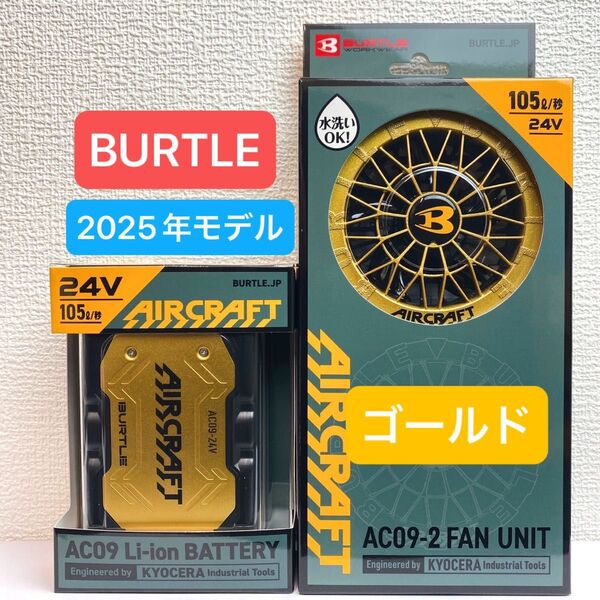 BURTLE
2025年モデル
24V
105ℓ/秒
BURTLE.JP
AIRCRAFT
BURTLE
AIRCRAFT
AC09-24V
AC09 Li-ion BATTERY
Engineered by KYOCERA Industrial Tools
BURTLE
WORKWEAR
BURTLE.JP
水洗い
OK!
105ℓ/秒
24V
B
AIRCRAFT
AIRCRAFT
ゴールド
AC09-2 FAN UNIT
Engineered by KYOCERA Industrial Tools